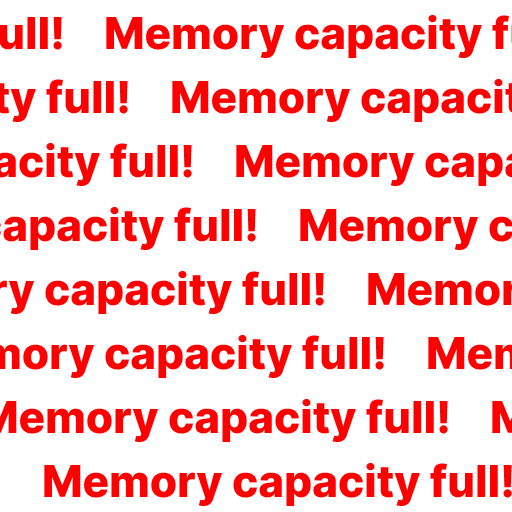 ull! Memory capacity f
ty full! Memory capacit
acity full! Memory capa
capacity full! Memory c
ry capacity full! Memor
mory capacity full! Mem
Memory capacity full! M
Memory capacity full!